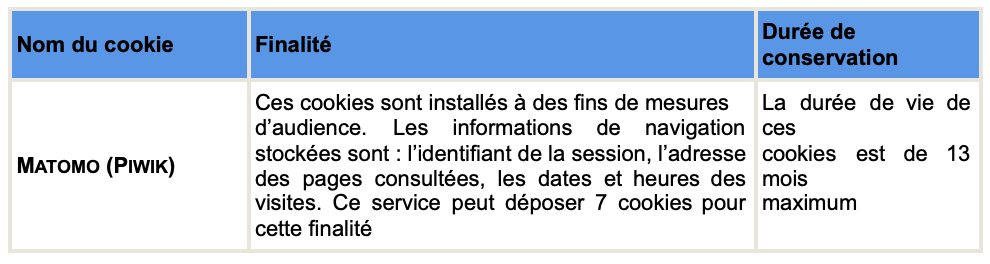 Nom du cookie
Finalité
Durée de
conservation
MATOMO (PIWIK)
Ces cookies sont installés à des fins de mesures
d’audience. Les informations de navigation
stockées sont : l’identifiant de la session, l’adresse
des pages consultées, les dates et heures des
visites. Ce service peut déposer 7 cookies pour
cette finalité
La durée de vie de
ces
cookies est de 13
mois
maximum